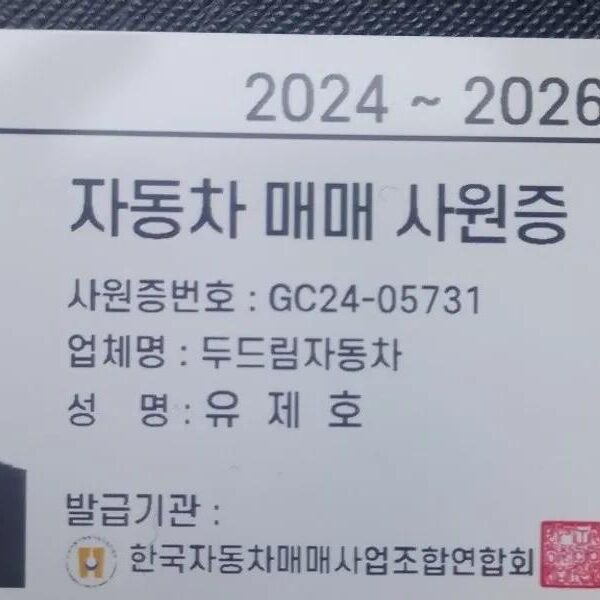 2024 ~ 2026
자동차 매매 사원증
사원증번호 : GC24-05731
업체명 : 두드림자동차
성 명 : 유 제 호
발급기관 :
한국자동차매매사업조합연합회